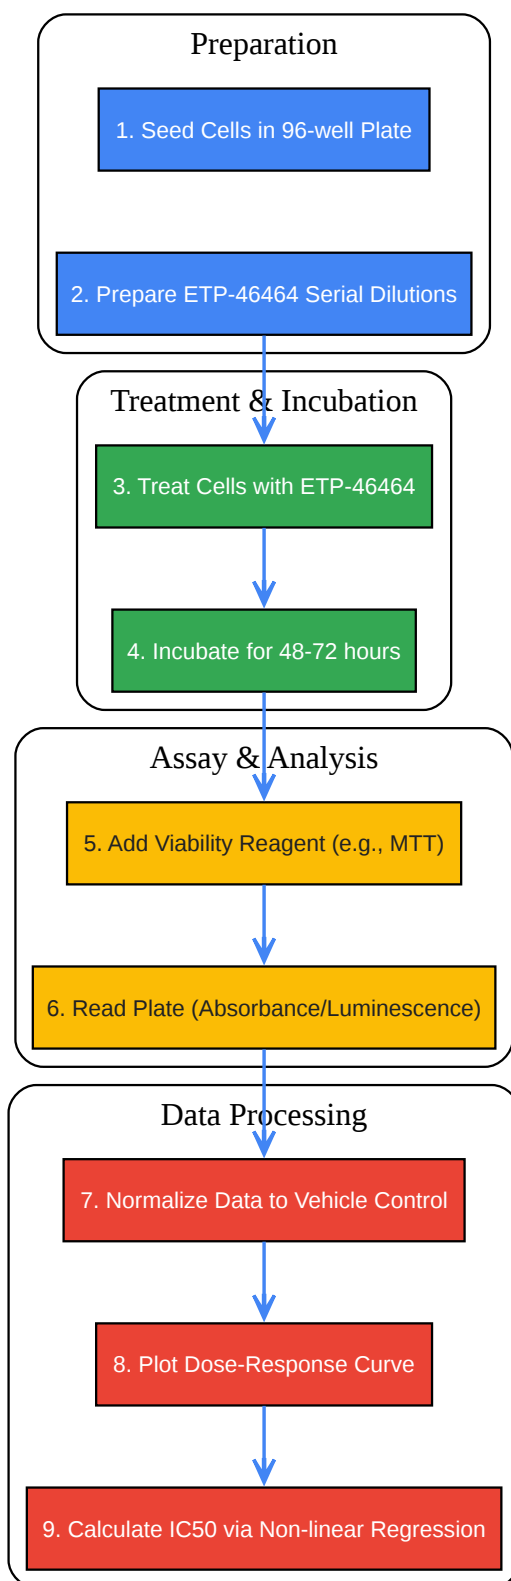 Preparation
1. Seed Cells in 96-well Plate
2. Prepare ETP-46464 Serial Dilutions
Treatment & Incubation
3. Treat Cells with ETP-46464
4. Incubate for 48-72 hours
Assay & Analysis
5. Add Viability Reagent (e.g., MTT)
6. Read Plate (Absorbance/Luminescence)
Data Processing
7. Normalize Data to Vehicle Control
8. Plot Dose-Response Curve
9. Calculate IC50 via Non-linear Regression